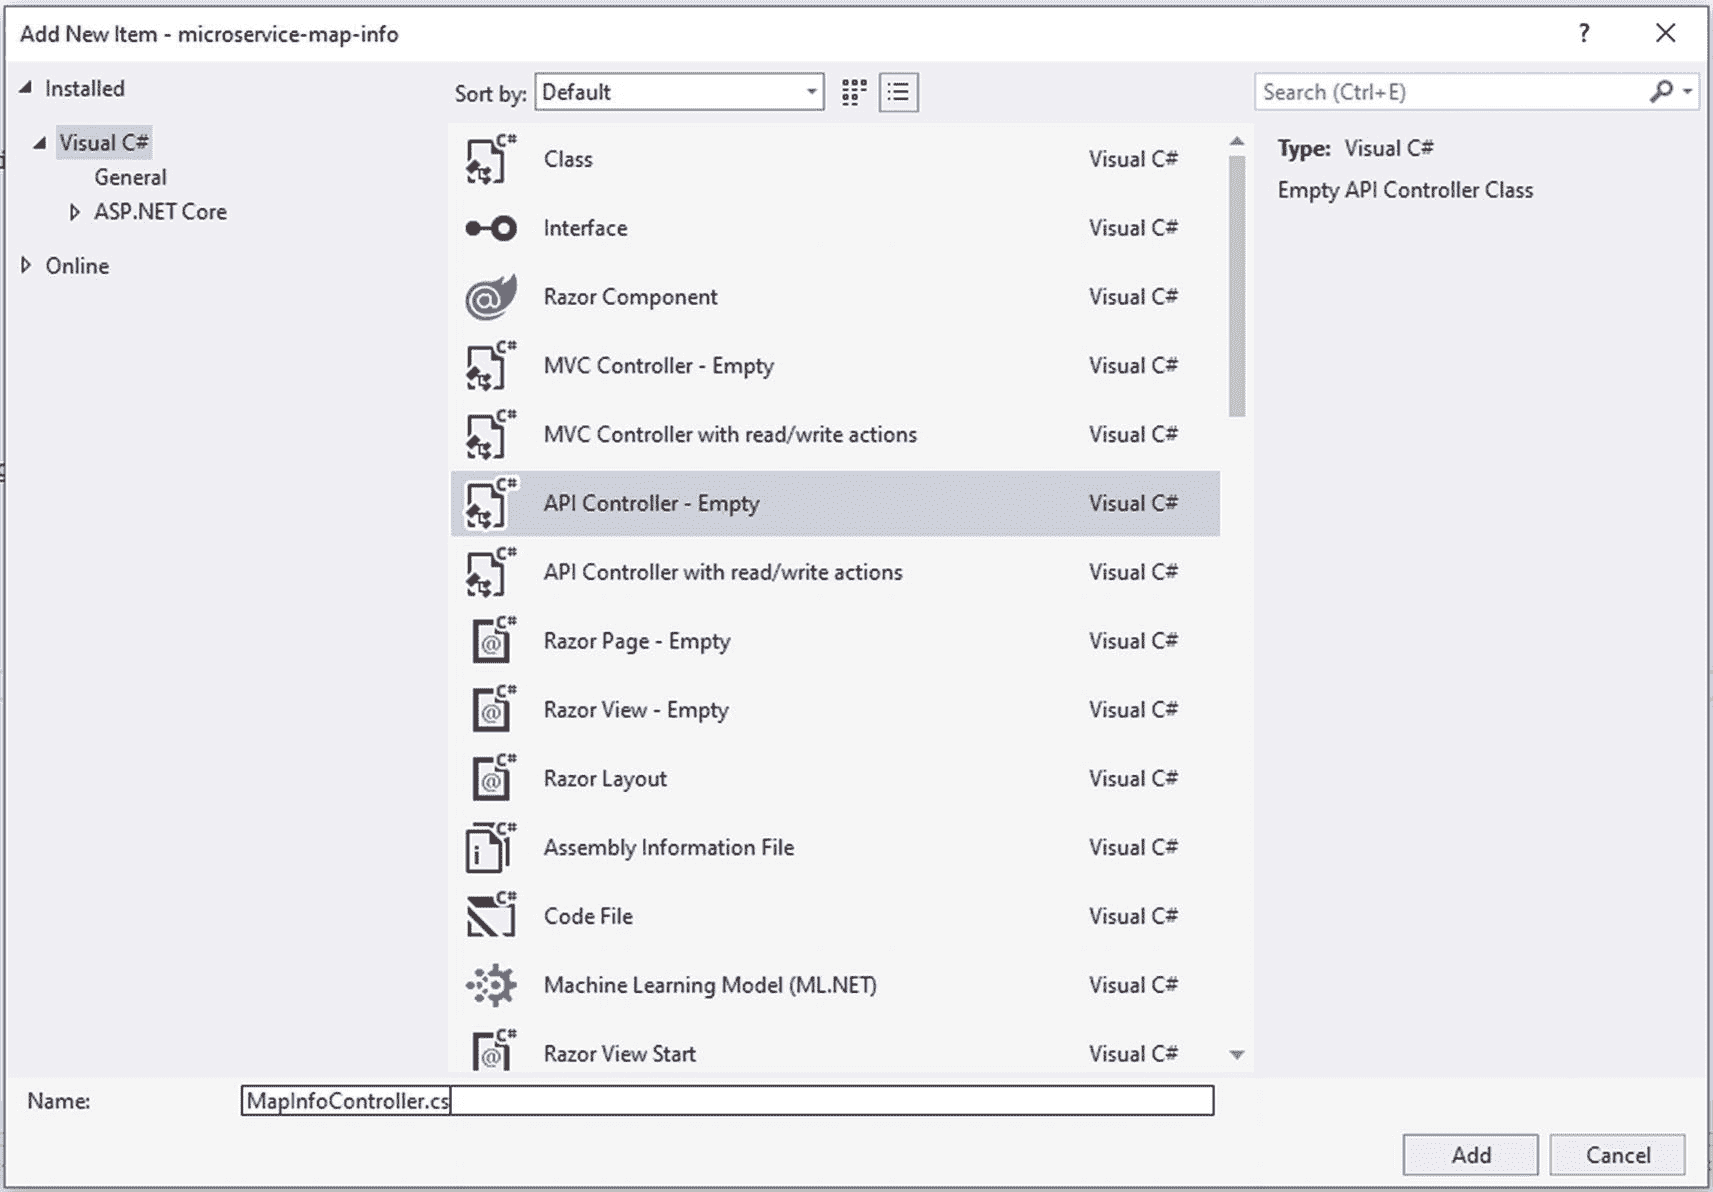 Add New Item - microservice-map-info
?
Installed
Visual C#
General
ASP.NET Core
Online
Sort by: Default
Search (Ctrl+E)
C# Class Visual C#
Interface Visual C#
@ Razor Component Visual C#
C# MVC Controller - Empty Visual C#
C# MVC Controller with read/write actions Visual C#
C# API Controller - Empty Visual C#
C# API Controller with read/write actions Visual C#
C# @ Razor Page - Empty Visual C#
C# @ Razor View - Empty Visual C#
C# @ Razor Layout Visual C#
C# i Assembly Information File Visual C#
C# Code File Visual C#
Machine Learning Model (ML.NET) Visual C#
C# @ Razor View Start Visual C#
Type: Visual C#
Empty API Controller Class
Name: MapInfoController.cs
Add Cancel